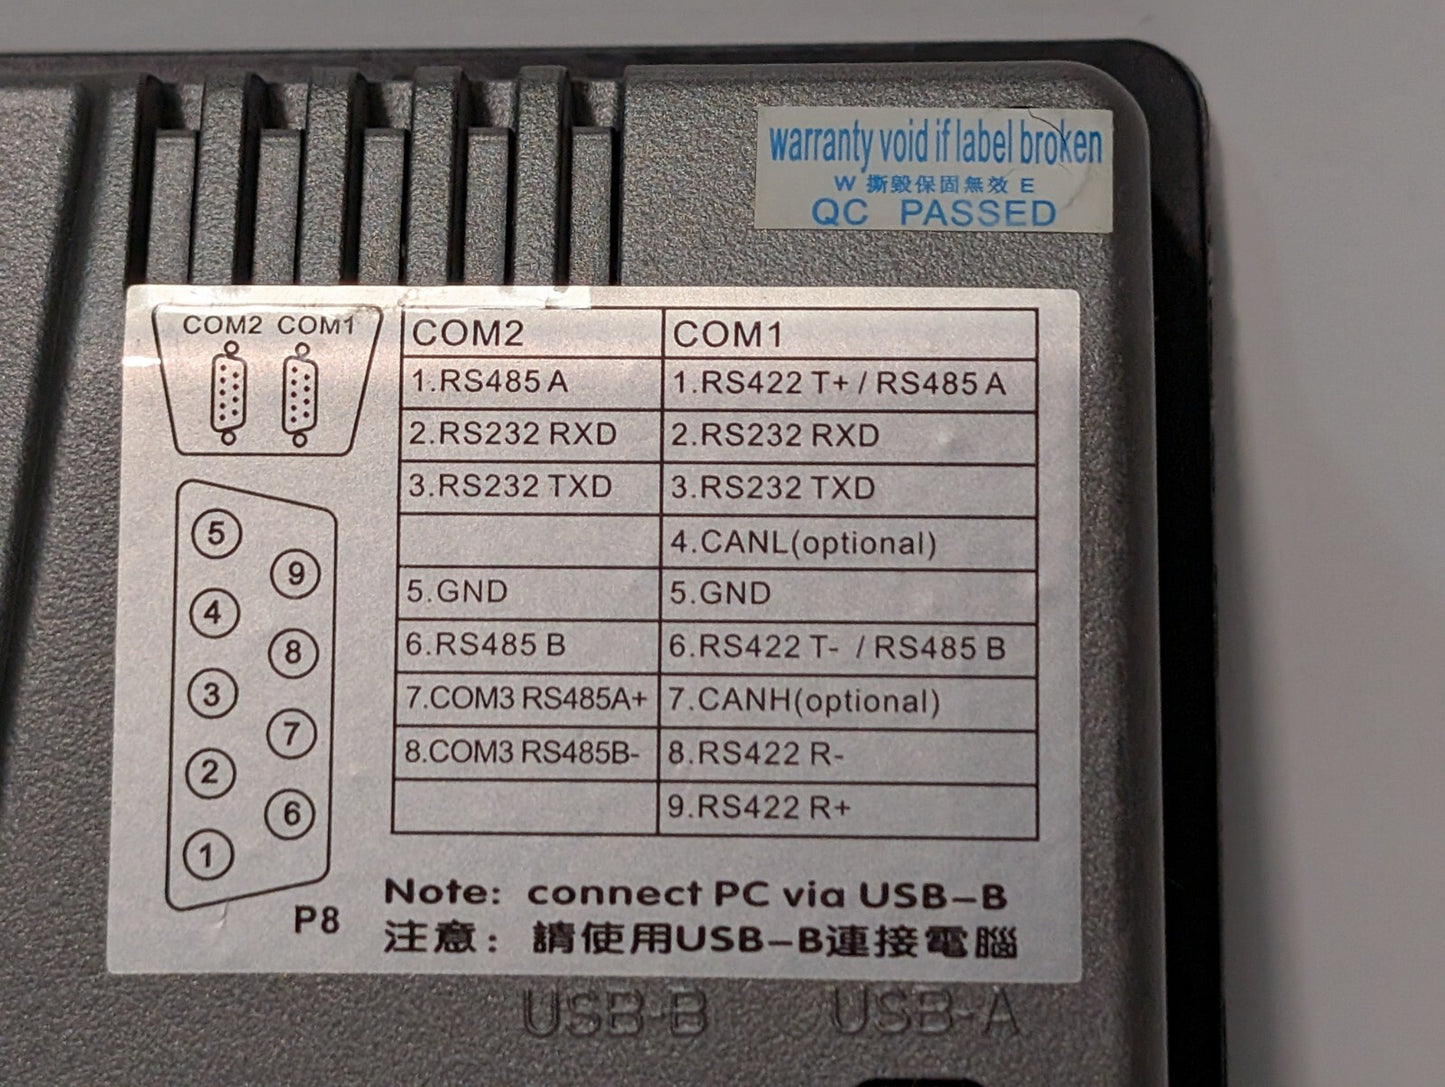 warranty void if label broken
W 撕毀保固無效 E
QC PASSED
COM2 COM1
COM2 COM1
1.RS485 A 1.RS422 T+ / RS485 A
2.RS232 RXD 2.RS232 RXD
3.RS232 TXD 3.RS232 TXD
4.CANL(optional)
5.GND 5.GND
6.RS485 B 6.RS422 T- / RS485 B
7.COM3 RS485A+ 7.CANH(optional)
8.COM3 RS485B- 8.RS422 R-
9.RS422 R+
5
9
4
8
3
7
2
6
1
P8
Note: connect PC via USB-B
注意: 請使用USB-B連接電腦
USB-B USB-A